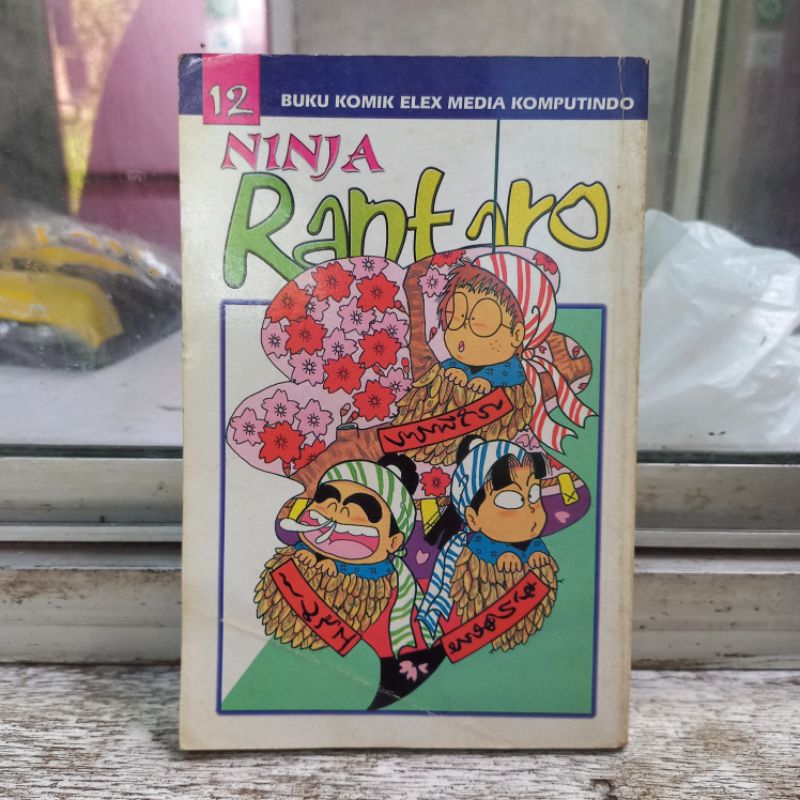 12
BUKU KOMIK ELEX MEDIA KOMPUTINDO
NINJA
Rantaro